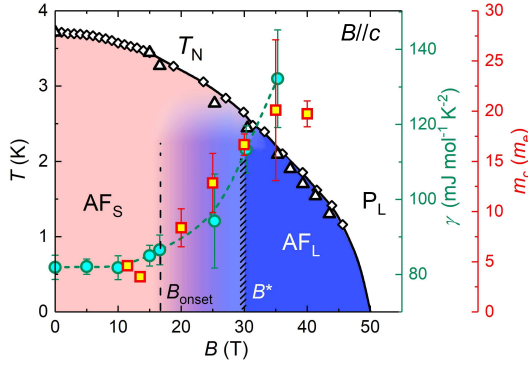 4
3
2
1
0
T (K)
0
10
20
30
40
50
B (T)
T_N
B//c
AF_S
AF_L
P_L
B_onset
B*
140
120
100
80
γ (mJ mol⁻¹ K⁻²)
30
25
20
15
10
5
0
m_c (m_e)